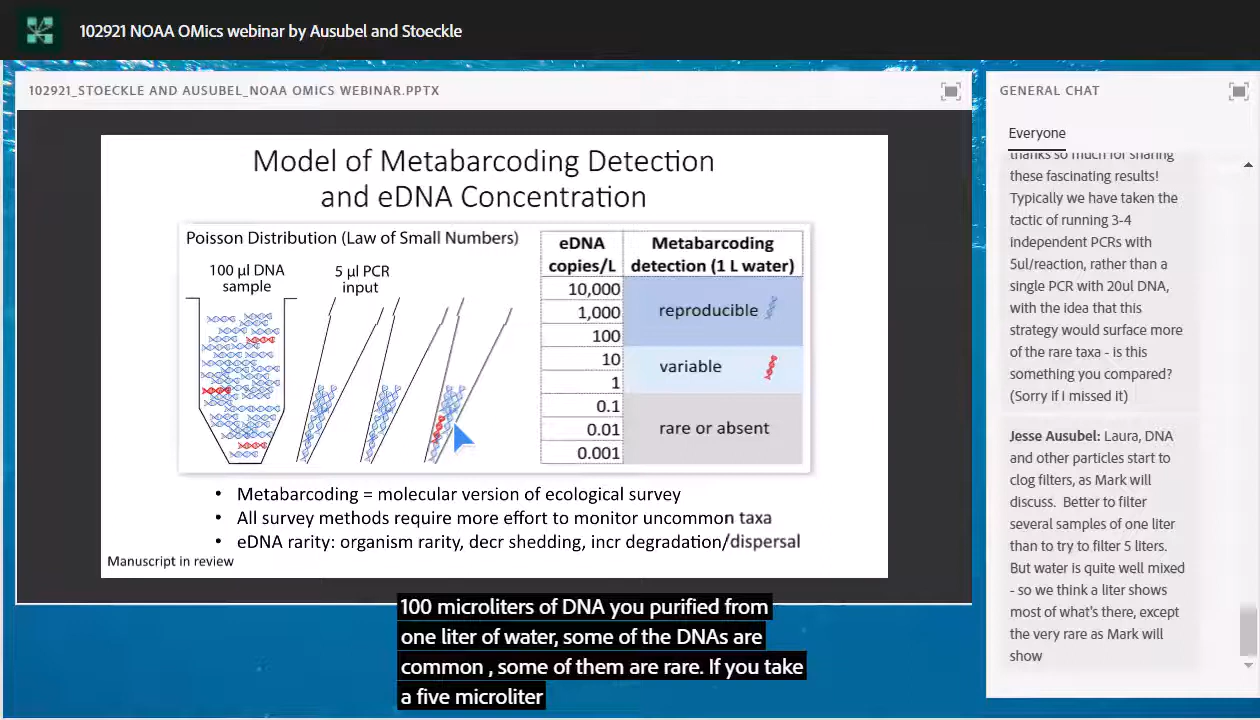 102921 NOAA OMics webinar by Ausubel and Stoeckle
102921_STOECKLE AND AUSUBEL_NOAA OMICS WEBINAR.PPTX
Model of Metabarcoding Detection
and eDNA Concentration
Poisson Distribution (Law of Small Numbers)
100 µl DNA
sample
5 µl PCR
input
eDNA
copies/L
Metabarcoding
detection (1 L water)
10,000
1,000
100
reproducible
10
1
variable
0.1
0.01
0.001
rare or absent
• Metabarcoding = molecular version of ecological survey
• All survey methods require more effort to monitor uncommon taxa
• eDNA rarity: organism rarity, decr shedding, incr degradation/dispersal
Manuscript in review
100 microliters of DNA you purified from
one liter of water, some of the DNAs are
common , some of them are rare. If you take
a five microliter
GENERAL CHAT
Everyone
thanks so much for sharing
these fascinating results!
Typically we have taken the
tactic of running 3-4
independent PCRs with
5ul/reaction, rather than a
single PCR with 20ul DNA,
with the idea that this
strategy would surface more
of the rare taxa - is this
something you compared?
(Sorry if I missed it)
Jesse Ausubel: Laura, DNA
and other particles start to
clog filters, as Mark will
discuss. Better to filter
several samples of one liter
than to try to filter 5 liters.
But water is quite well mixed
- so we think a liter shows
most of what's there, except
the very rare as Mark will
show